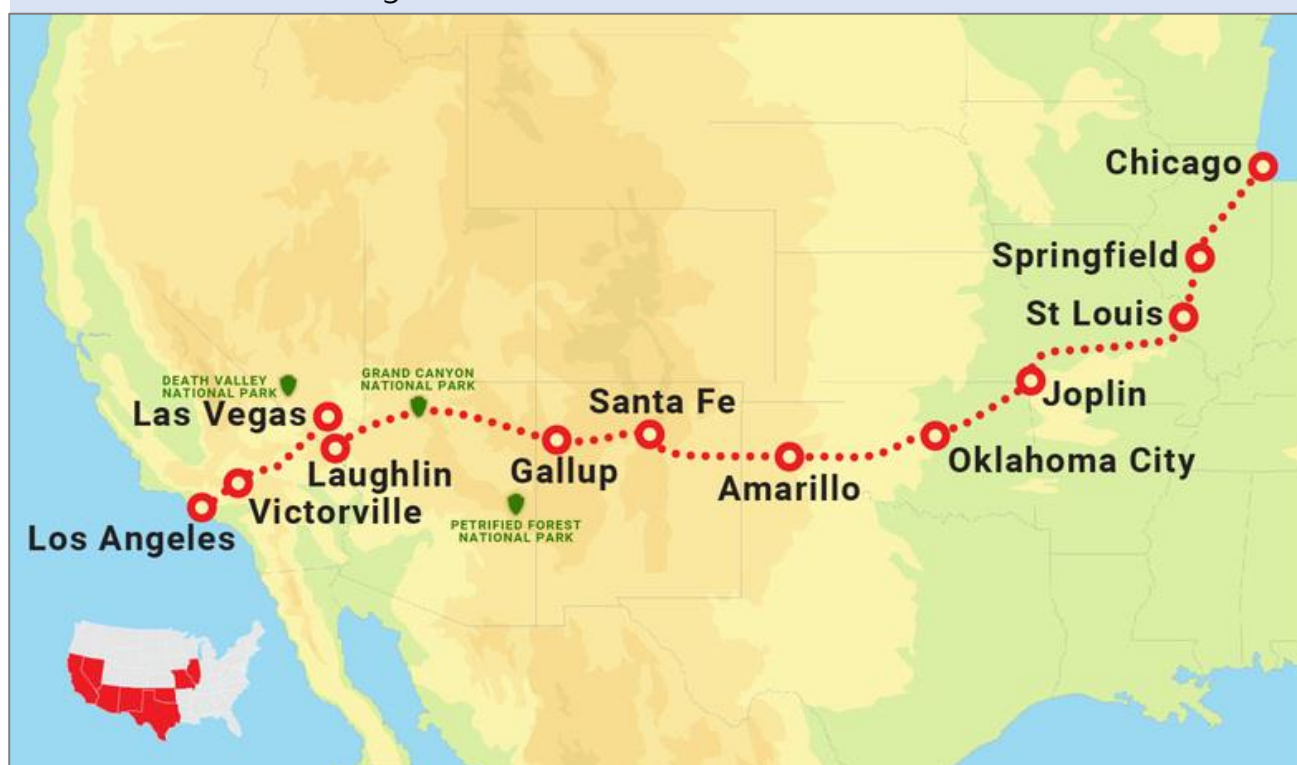 Chicago
Springfield
St Louis
DEATH VALLEY
NATIONAL PARK
GRAND CANYON
NATIONAL PARK
Joplin
Las Vegas
Santa Fe
Oklahoma City
Laughlin
Gallup
Amarillo
Victorville
PETRIFIED FOREST
NATIONAL PARK
Los Angeles